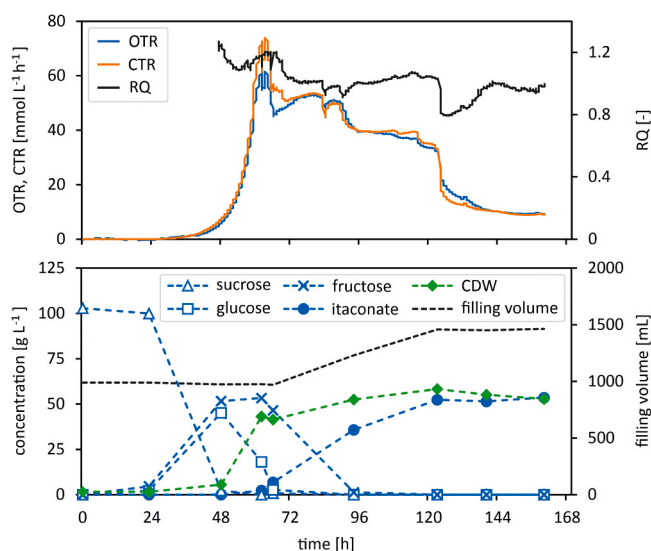 OTR
CTR
RQ
OTR, CTR [mmol L⁻¹ h⁻¹]
80
60
40
20
0
1.2
0.8
0.4
0
RQ [-]
sucrose
fructose
CDW
glucose
itaconate
filling volume
concentration [g L⁻¹]
125
100
75
50
25
0
2000
1500
1000
500
0
filling volume [mL]
0 24 48 72 96 120 144 168
time [h]